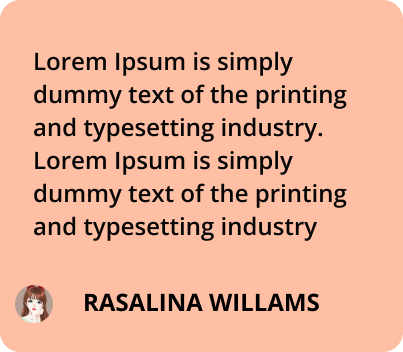 Lorem Ipsum is simply
dummy text of the printing
and typesetting industry.
Lorem Ipsum is simply
dummy text of the printing
and typesetting industry
RASALINA WILLAMS